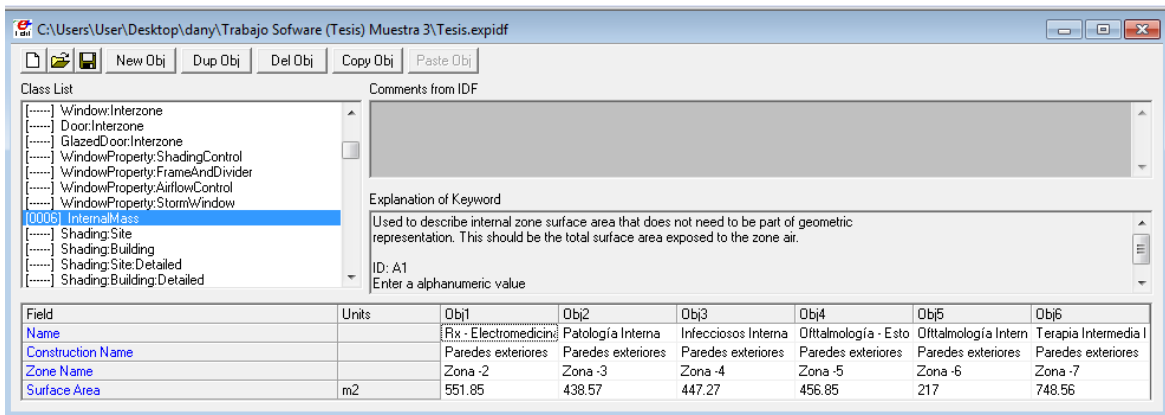 C:\Users\User\Desktop\dany\Trabajo Sofware (Tesis) Muestra 3\Tesis.expidf
New Obj Dup Obj Del Obj Copy Obj Paste Obj
Class List
[------] Window:Interzone
[------] Door:Interzone
[------] GlazedDoor:Interzone
[------] WindowProperty:ShadingControl
[------] WindowProperty:FrameAndDivider
[------] WindowProperty:AirflowControl
[------] WindowProperty:StormWindow
[0006] InternalMass
[------] Shading:Site
[------] Shading:Building
[------] Shading:Site:Detailed
[------] Shading:Building:Detailed
Comments from IDF
Explanation of Keyword
Used to describe internal zone surface area that does not need to be part of geometric
representation. This should be the total surface area exposed to the zone air.
ID: A1
Enter a alphanumeric value
Field Units Obj1 Obj2 Obj3 Obj4 Obj5 Obj6
Name Rx - Electromedicina Patología Interna Infecciosos Interna Ofttalmología - Esto Ofttalmología Intern Terapia Intermedia I
Construction Name Paredes exteriores Paredes exteriores Paredes exteriores Paredes exteriores Paredes exteriores Paredes exteriores
Zone Name Zona -2 Zona -3 Zona -4 Zona -5 Zona -6 Zona -7
Surface Area m2 551.85 438.57 447.27 456.85 217 748.56